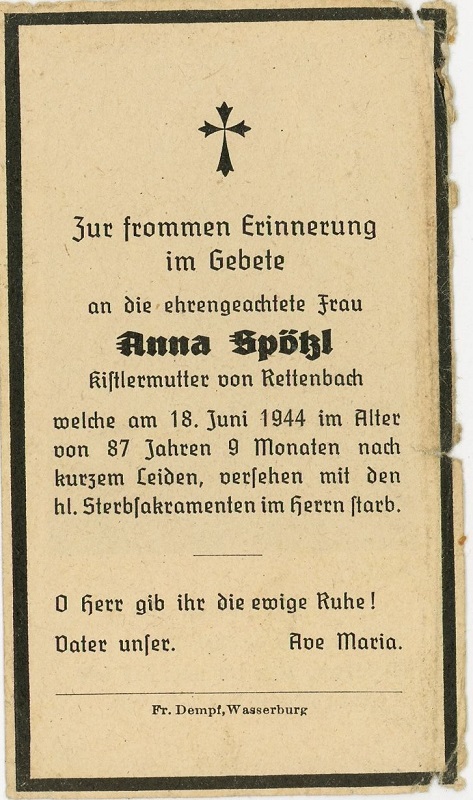 Zur frommen Erinnerung
im Gebete
an die ehrengeachtete Frau
Anna Spötzl
Kistlermutter von Rettenbach
welche am 18. Juni 1944 im Alter
von 87 Jahren 9 Monaten nach
kurzem Leiden, versehen mit den
hl. Sterbsakramenten im Herrn starb.
O Herr gib ihr die ewige Ruhe!
Vater unser. Ave Maria.
Fr. Dempf, Wasserburg